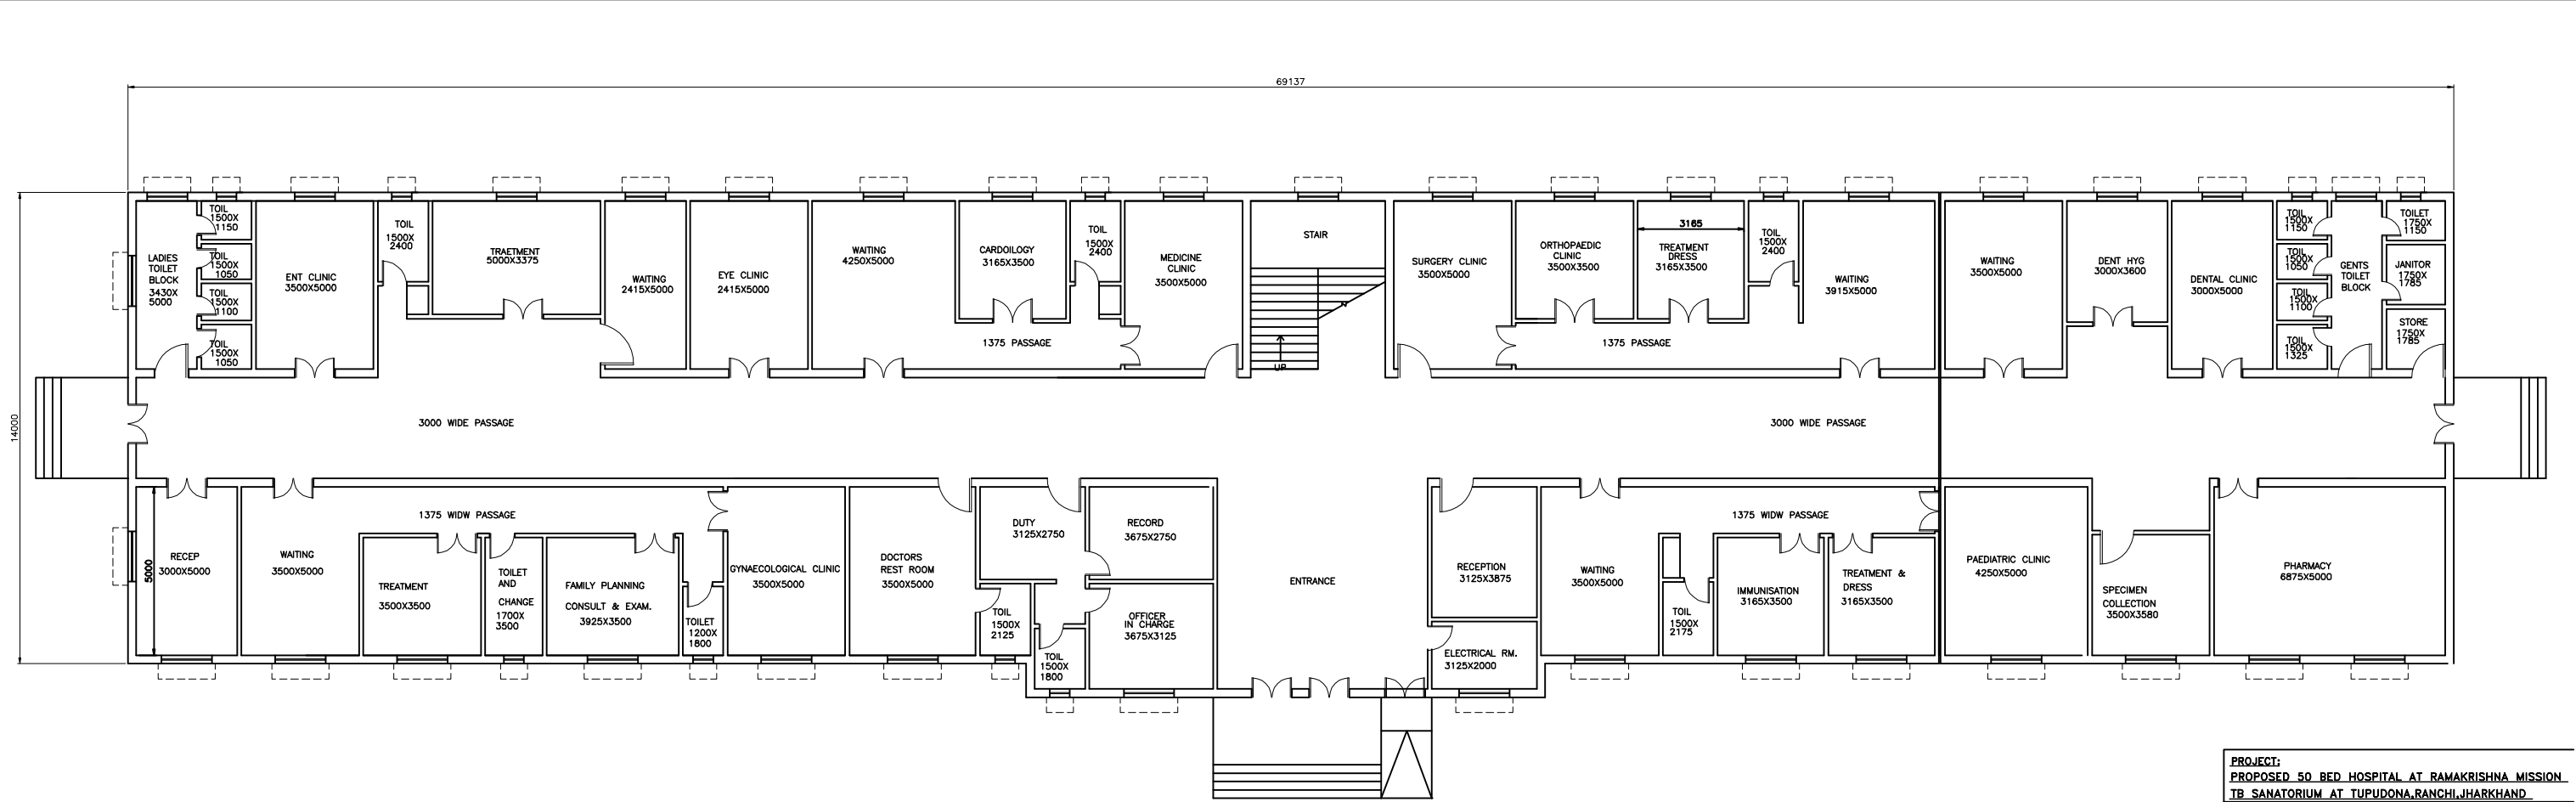 69137
14000
LADIES
TOILET
BLOCK
3430X
5000
TOIL
1500X
1150
TOIL
1500X
1050
TOIL
1500X
1100
TOIL
1500X
1050
ENT CLINIC
3500X5000
TOIL
1500X
2400
TRAETMENT
5000X3375
WAITING
2415X5000
EYE CLINIC
2415X5000
WAITING
4250X5000
CARDOILOGY
3165X3500
TOIL
1500X
2400
MEDICINE
CLINIC
3500X5000
1375 PASSAGE
STAIR
UP
SURGERY CLINIC
3500X5000
ORTHOPAEDIC
CLINIC
3500X3500
3165
TREATMENT
DRESS
3165X3500
TOIL
1500X
2400
WAITING
3915X5000
1375 PASSAGE
WAITING
3500X5000
DENT HYG
3000X3600
DENTAL CLINIC
3000X5000
TOIL
1500X
1150
TOIL
1500X
1050
TOIL
1500X
1100
TOIL
1500X
1325
GENTS
TOILET
BLOCK
TOILET
1750X
1150
JANITOR
1750X
1785
STORE
1750X
1785
3000 WIDE PASSAGE
3000 WIDE PASSAGE
5000
RECEP
3000X5000
WAITING
3500X5000
1375 WIDW PASSAGE
TREATMENT
3500X3500
TOILET
AND
CHANGE
1700X
3500
FAMILY PLANNING
CONSULT & EXAM.
3925X3500
TOILET
1200X
1800
GYNAECOLOGICAL CLINIC
3500X5000
DOCTORS
REST ROOM
3500X5000
DUTY
3125X2750
TOIL
1500X
2125
TOIL
1500X
1800
RECORD
3675X2750
OFFICER
IN CHARGE
3675X3125
ENTRANCE
RECEPTION
3125X3875
ELECTRICAL RM.
3125X2000
WAITING
3500X5000
1375 WIDW PASSAGE
TOIL
1500X
2175
IMMUNISATION
3165X3500
TREATMENT &
DRESS
3165X3500
PAEDIATRIC CLINIC
4250X5000
SPECIMEN
COLLECTION
3500X3580
PHARMACY
6875X5000
PROJECT:
PROPOSED 50 BED HOSPITAL AT RAMAKRISHNA MISSION
TB SANATORIUM AT TUPUDONA,RANCHI,JHARKHAND